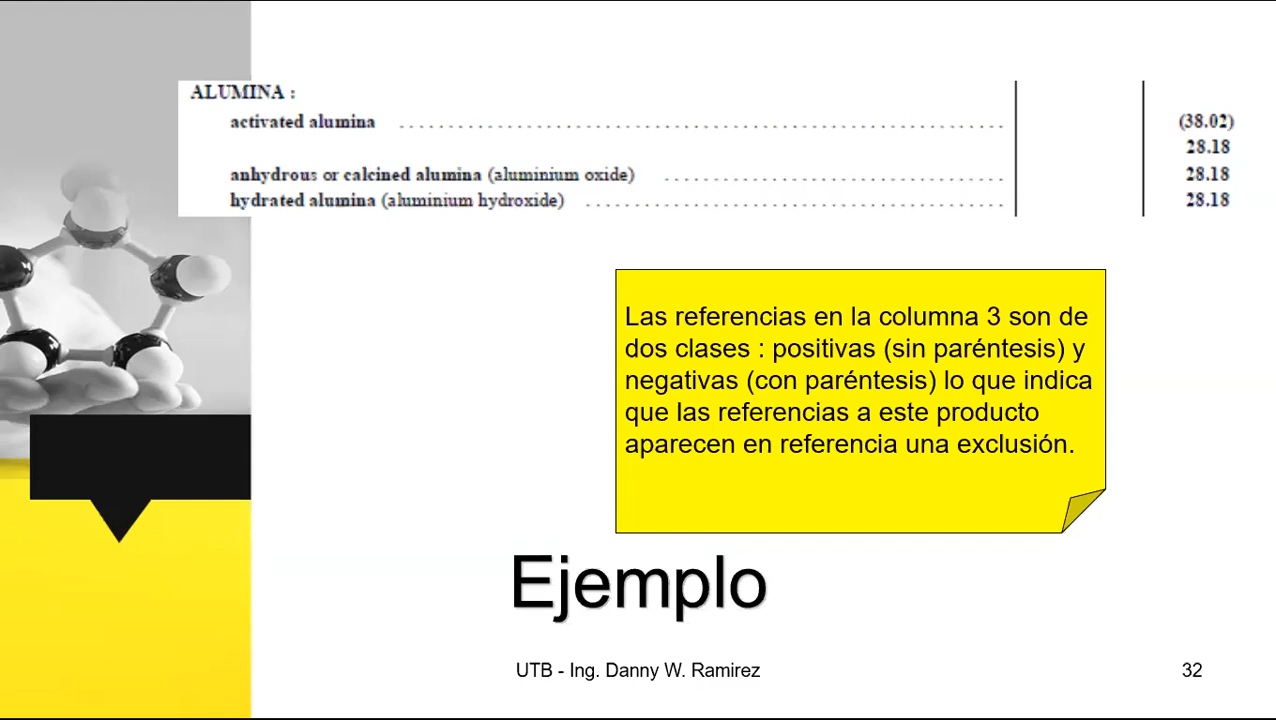 ALUMINA :
activated alumina ........................................................ (38.02)
28.18
anhydrous or calcined alumina (aluminium oxide) ................................ 28.18
hydrated alumina (aluminium hydroxide) ........................................ 28.18
Las referencias en la columna 3 son de
dos clases : positivas (sin paréntesis) y
negativas (con paréntesis) lo que indica
que las referencias a este producto
aparecen en referencia una exclusión.
Ejemplo
UTB - Ing. Danny W. Ramirez 32